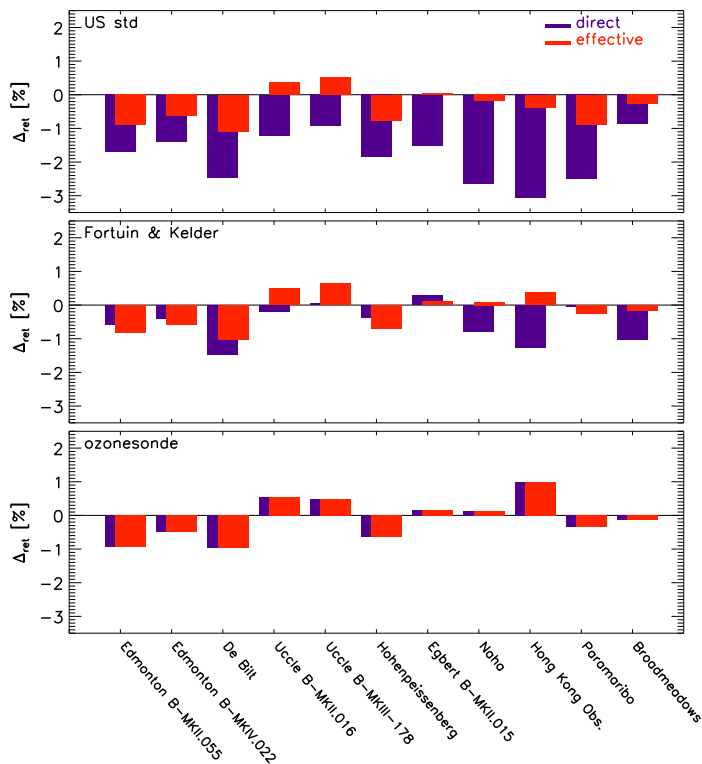 US std
direct
effective
2
1
0
−1
−2
−3
Δret [%]
Fortuin & Kelder
2
1
0
−1
−2
−3
Δret [%]
ozonesonde
2
1
0
−1
−2
−3
Δret [%]
Edmonton B−MKII.055
Edmonton B−MKIV.022
De Bilt
Uccle B−MKII.016
Uccle B−MKIII−178
Hohenpeissenberg
Egbert B−MKII.015
Naha
Hong Kong Obs.
Paramaribo
Broadmeadows